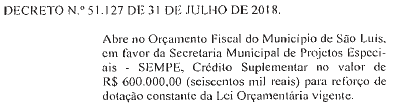 DECRETO N.º 51.127 DE 31 DE JULHO DE 2018.
Abre no Orçamento Fiscal do Município de São Luís,
em favor da Secretaria Municipal de Projetos Especi-
ais - SEMPE, Crédito Suplementar no valor de
R$ 600.000,00 (seiscentos mil reais) para reforço de
dotação constante da Lei Orçamentária vigente.